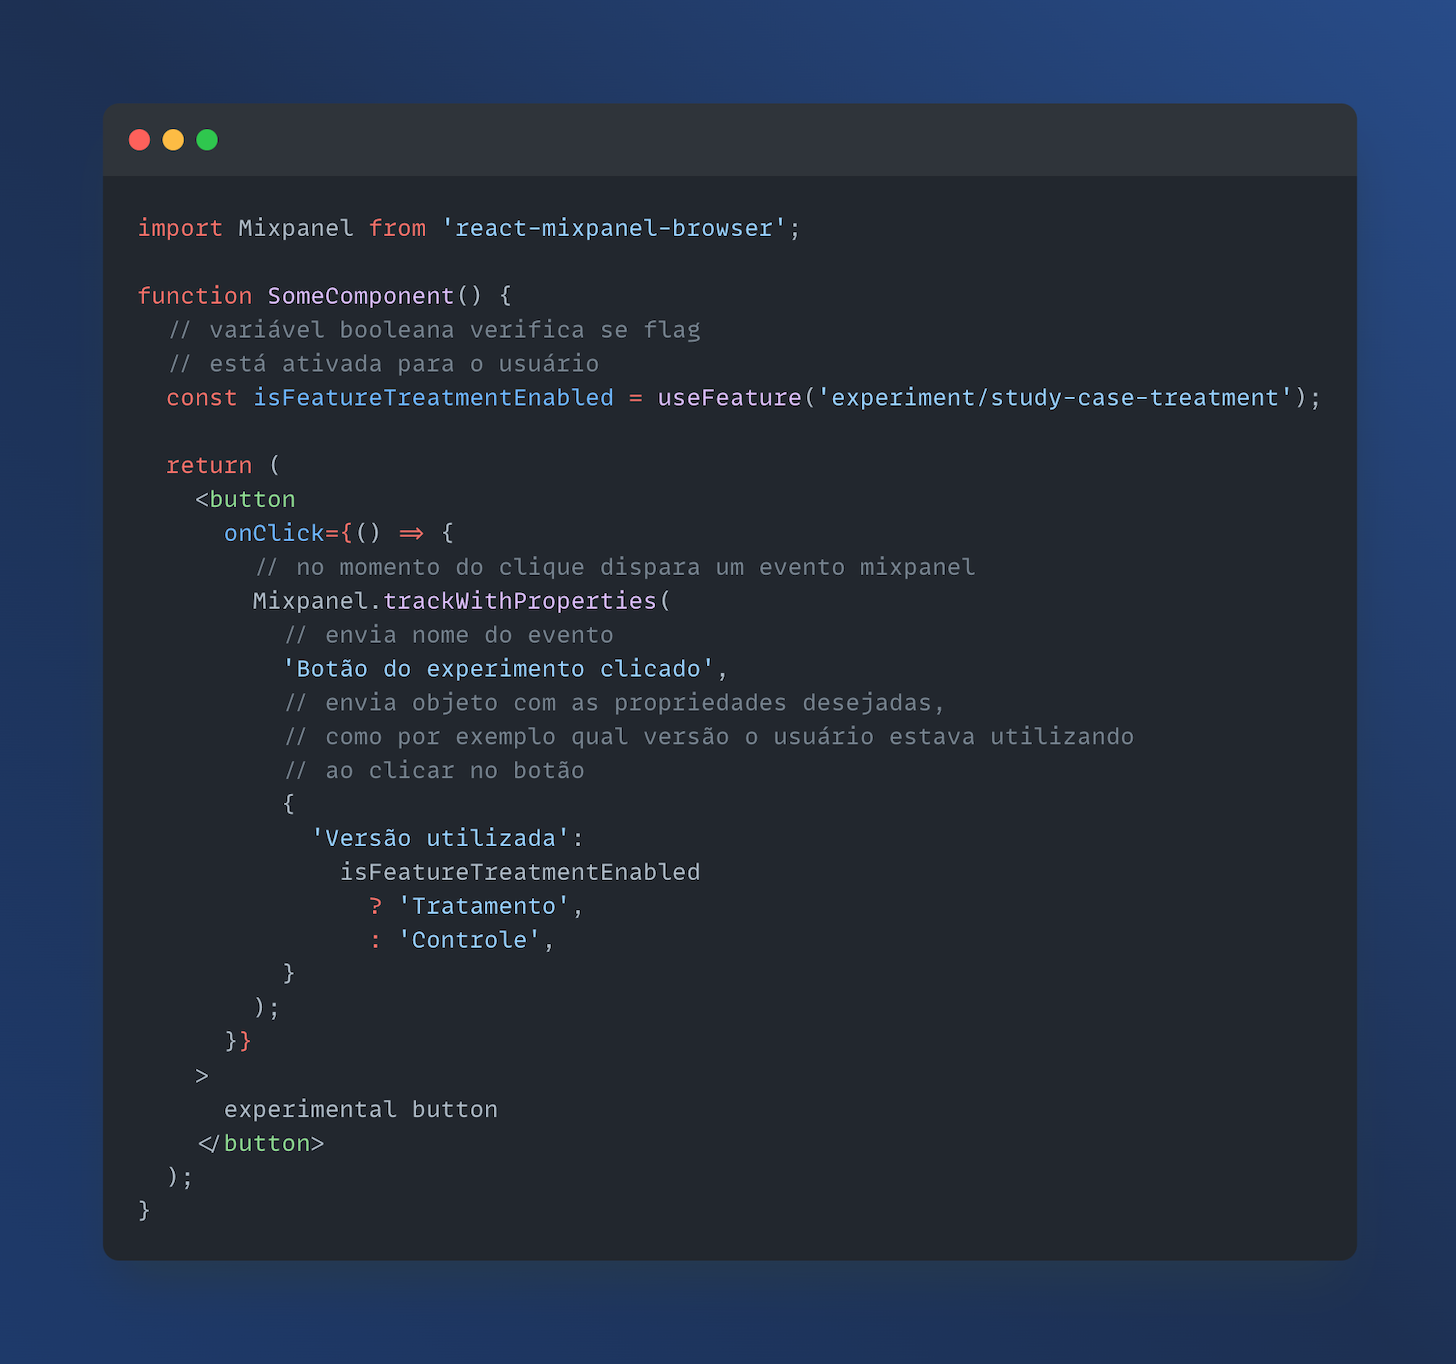 import Mixpanel from 'react-mixpanel-browser';
function SomeComponent() {
// variável booleana verifica se flag
// está ativada para o usuário
const isFeatureTreatmentEnabled = useFeature('experiment/study-case-treatment');
return (
<button
onClick={() => {
// no momento do clique dispara um evento mixpanel
Mixpanel.trackWithProperties(
// envia nome do evento
'Botão do experimento clicado',
// envia objeto com as propriedades desejadas,
// como por exemplo qual versão o usuário estava utilizando
// ao clicar no botão
{
'Versão utilizada':
isFeatureTreatmentEnabled
? 'Tratamento',
: 'Controle',
}
);
}}
>
experimental button
</button>
);
}